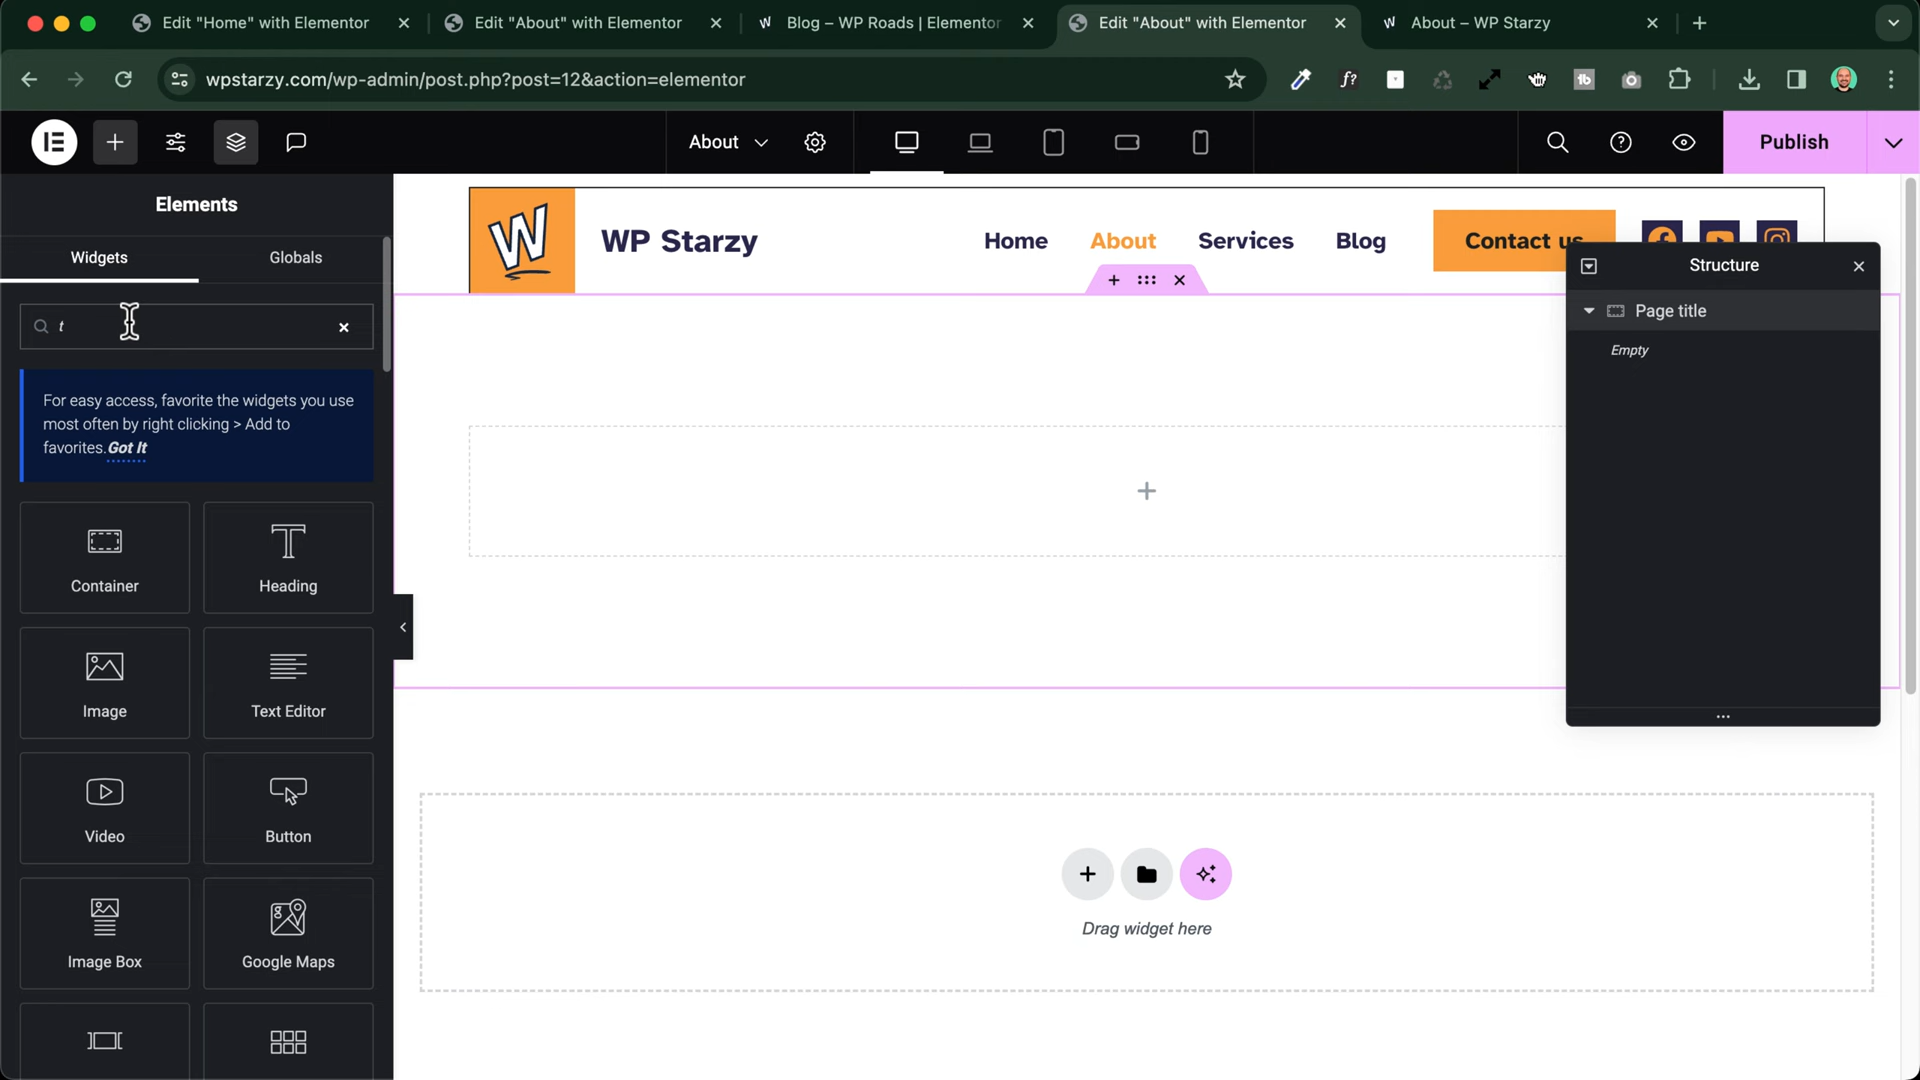 Edit "Home" with Elementor
Edit "About" with Elementor
Blog – WP Roads | Elementor
Edit "About" with Elementor
About – WP Starzy
wpstarzy.com/wp-admin/post.php?post=12&action=elementor
f?
tb
About
Publish
Elements
Widgets
Globals
t
For easy access, favorite the widgets you use
most often by right clicking > Add to
favorites. Got It
Container
Heading
Image
Text Editor
Video
Button
Image Box
Google Maps
W
WP Starzy
Home
About
Services
Blog
Contact us
Structure
Page title
Empty
Drag widget here